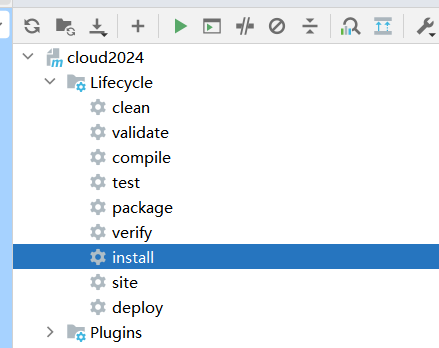 cloud2024
Lifecycle
clean
validate
compile
test
package
verify
install
site
deploy
Plugins